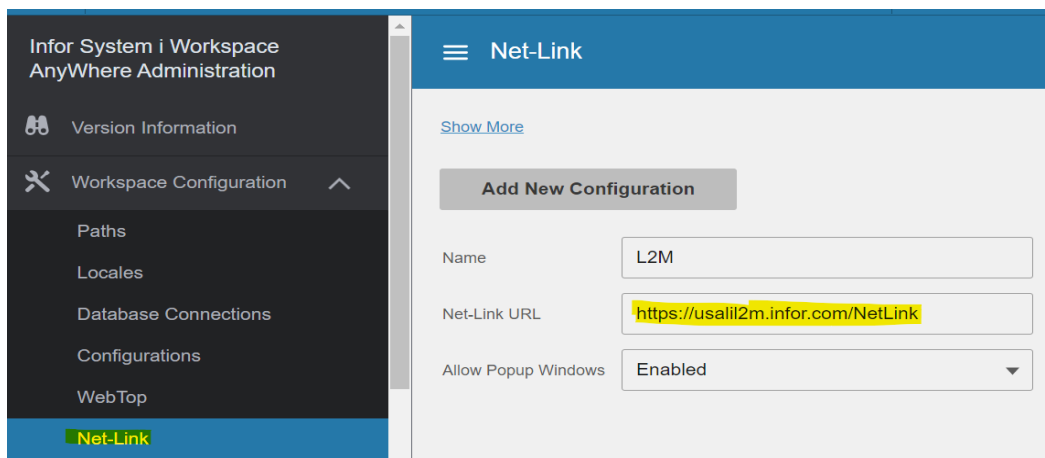 Infor System i Workspace
AnyWhere Administration
Version Information
Workspace Configuration
Paths
Locales
Database Connections
Configurations
WebTop
Net-Link
Net-Link
Show More
Add New Configuration
Name
L2M
Net-Link URL
https://usalil2m.infor.com/NetLink
Allow Popup Windows
Enabled